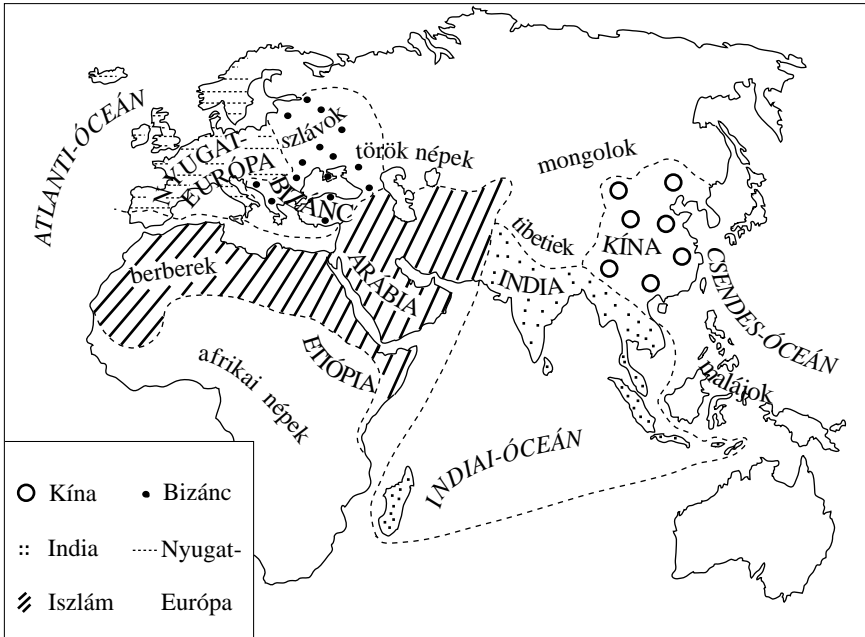 ATLANTI-ÓCEÁN
NYUGAT-
EURÓPA
szlávok
BIZÁNC
török népek
mongolok
tibetiek
KÍNA
INDIA
CSENDES-ÓCEÁN
berberek
ARÁBIA
ETIÓPIA
afrikai népek
malájok
INDIAI-ÓCEÁN
Kína
Bizánc
India
Nyugat-
Európa
Iszlám